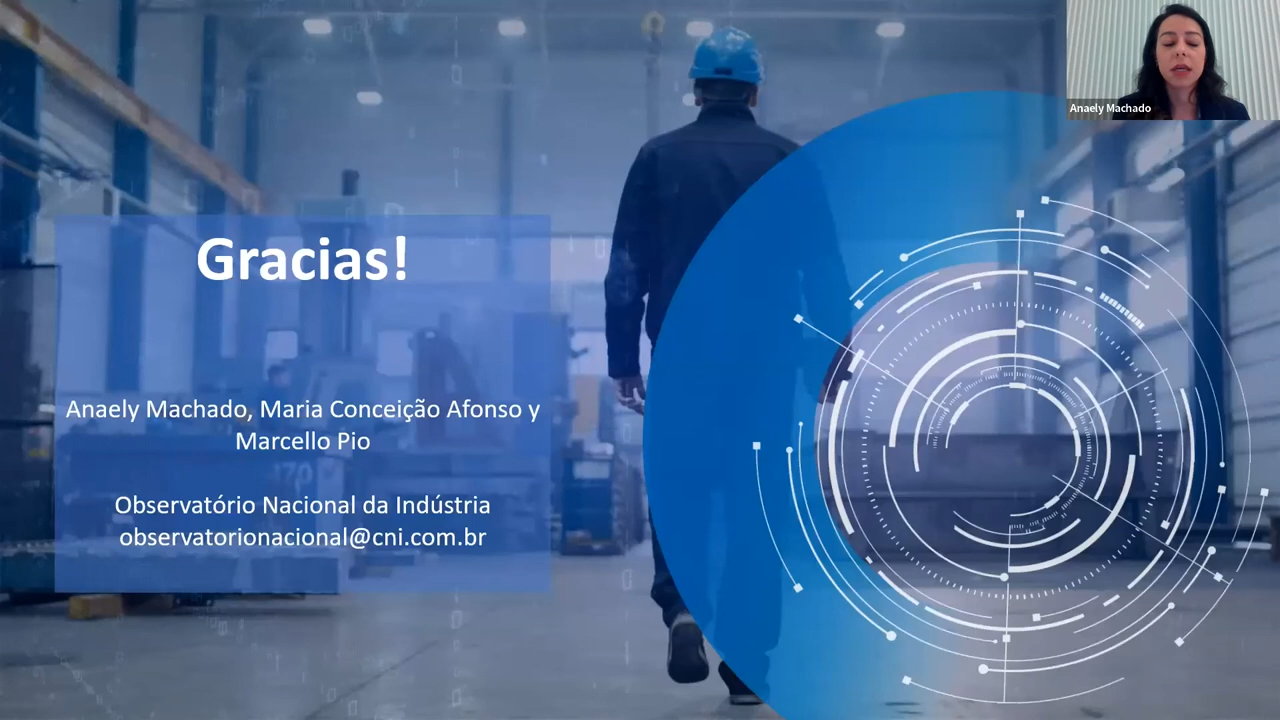 Anaely Machado
Gracias!
Anaely Machado, Maria Conceição Afonso y
Marcello Pio
Observatório Nacional da Indústria
observatorionacional@cni.com.br